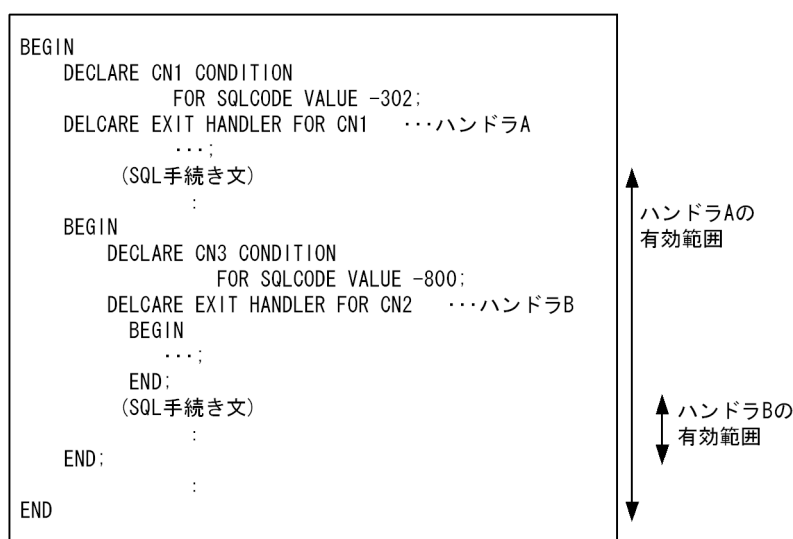 BEGIN
DECLARE CN1 CONDITION
FOR SQLCODE VALUE -302;
DELCARE EXIT HANDLER FOR CN1 ···ハンドラA
···;
(SQL手続き文)
:
BEGIN
DECLARE CN3 CONDITION
FOR SQLCODE VALUE -800;
DELCARE EXIT HANDLER FOR CN2 ···ハンドラB
BEGIN
···;
END;
(SQL手続き文)
:
END;
:
END
ハンドラAの
有効範囲
ハンドラBの
有効範囲